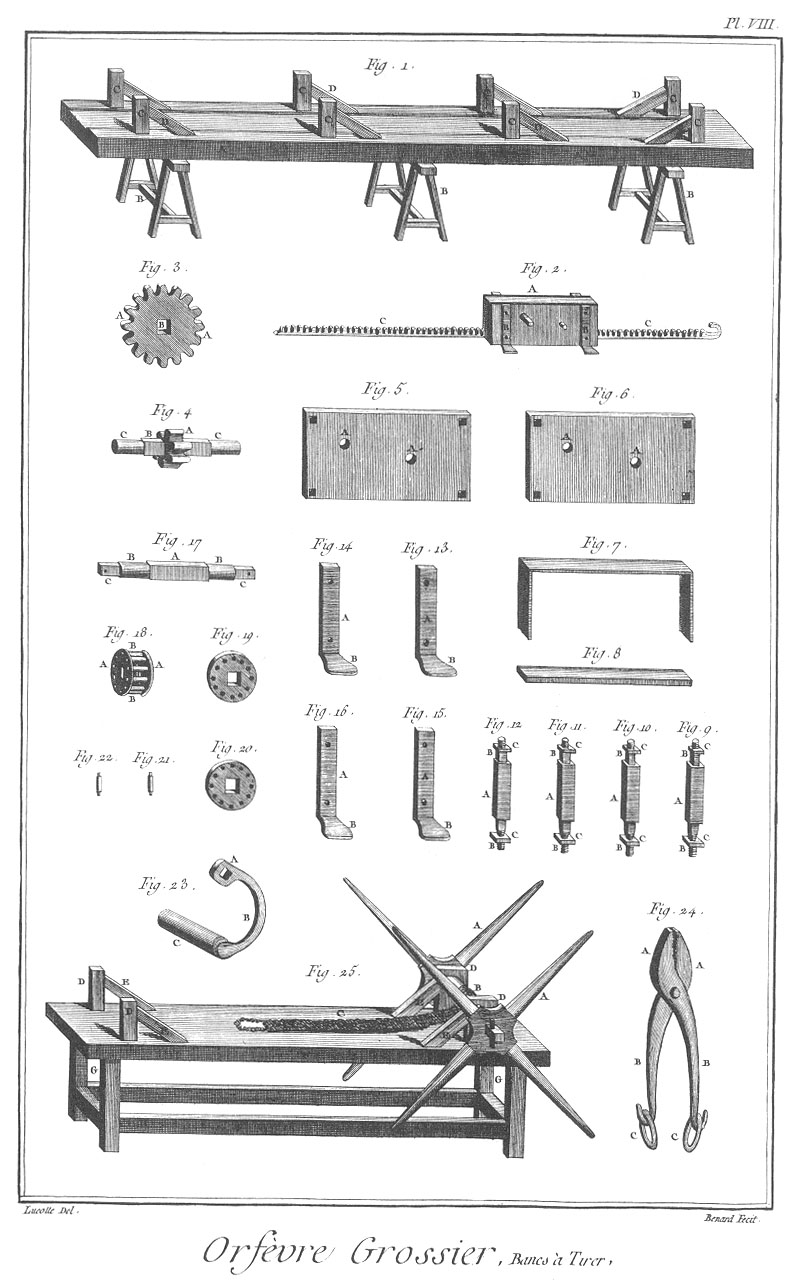 Pl. VIII.
Fig. 1.
C D C D C C
C D C C D C
A A
B B B B
Fig. 3. Fig. 2.
A B A
A
C B B C
Fig. 4 Fig. 5. Fig. 6.
C B A C
A A
A A
Fig. 17 Fig. 14 Fig. 13. Fig. 7.
B A B
C C
A B
A B
Fig. 18. Fig. 19. Fig. 8
A B A B
Fig. 16. Fig. 15. Fig. 12 Fig. 11. Fig. 10. Fig. 9.
Fig. 22. Fig. 21. Fig. 20.
A B
A B
B C A C B
B C A C B
B C A C B
B C A C B
Fig. 23. Fig. 24.
A B C
Fig. 25.
A D B D A
D E D C
G G
A A
B B
C C
Lucotte Del.
Benard Fecit.
Orfèvre Grossier, Bancs à Tirer,